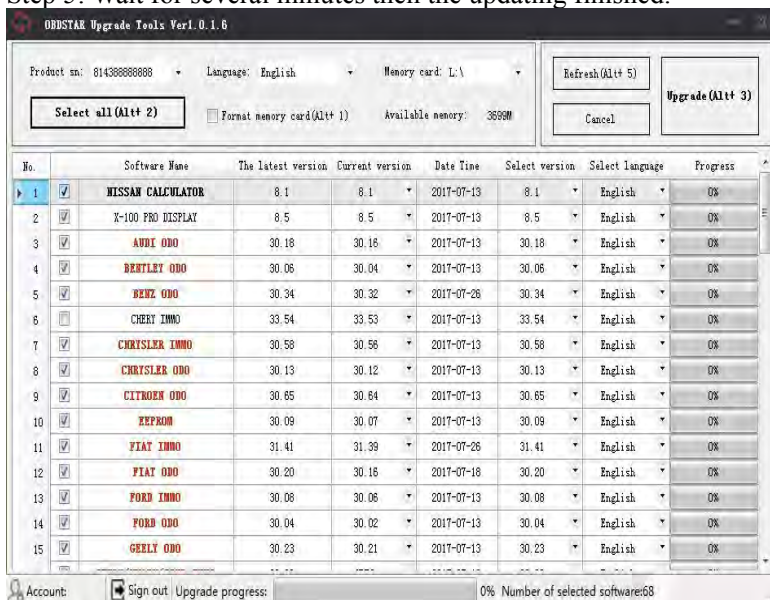 Step 5: Wait for several minutes then the updating finished.
OBDSTAR Upgrade Tools Ver1.0.1.6
Product sn: 814388888888 Language: English Memory card: L:\ Refresh(Alt+ 5) Upgrade(Alt+ 3)
Select all(Alt+ 2) Format memory card(Alt+ 1) Available memory: 3699M Cancel
No. Software Name The latest version Current version Date Time Select version Select language Progress
1 NISSAN CALCULATOR 8.1 8.1 2017-07-13 8.1 English 0%
2 X-100 PRO DISPLAY 8.5 8.5 2017-07-13 8.5 English 0%
3 AUDI ODO 30.18 30.16 2017-07-13 30.18 English 0%
4 BENTLEY ODO 30.06 30.04 2017-07-13 30.06 English 0%
5 BENZ ODO 30.34 30.32 2017-07-26 30.34 English 0%
6 CHERY IMMO 33.54 33.53 2017-07-13 33.54 English 0%
7 CHRYSLER IMMO 30.58 30.56 2017-07-13 30.58 English 0%
8 CHRYSLER ODO 30.13 30.12 2017-07-13 30.13 English 0%
9 CITROEN ODO 30.65 30.64 2017-07-13 30.65 English 0%
10 EEPROM 30.09 30.07 2017-07-13 30.09 English 0%
11 FIAT IMMO 31.41 31.39 2017-07-26 31.41 English 0%
12 FIAT ODO 30.20 30.16 2017-07-18 30.20 English 0%
13 FORD IMMO 30.08 30.06 2017-07-13 30.08 English 0%
14 FORD ODO 30.04 30.02 2017-07-13 30.04 English 0%
15 GEELY ODO 30.23 30.21 2017-07-13 30.23 English 0%
Account: Sign out Upgrade progress: 0% Number of selected software:68